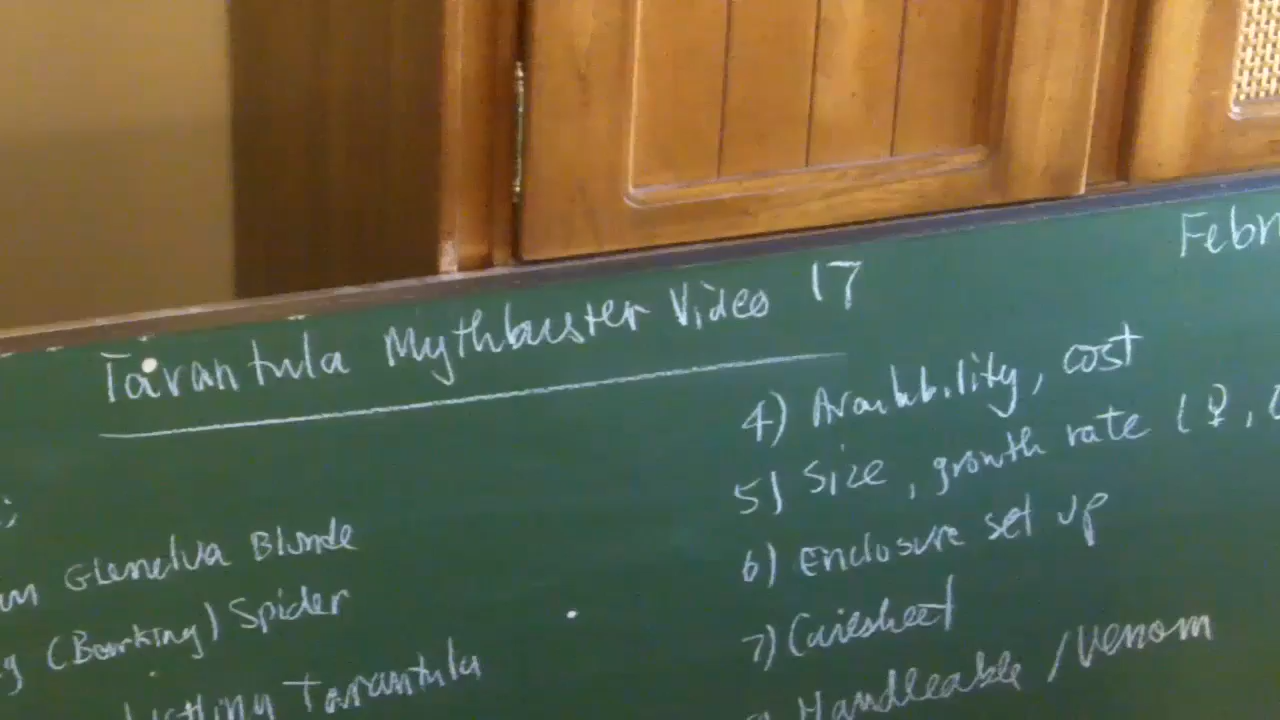 Tarantula Mythbuster Video 17
Glenelva Blonde
(Barking) Spider
Tarantula
4) Availability, cost
5) Size, growth rate (♀,
6) Enclosure set up
7) Caresheet
Handleable / Venom